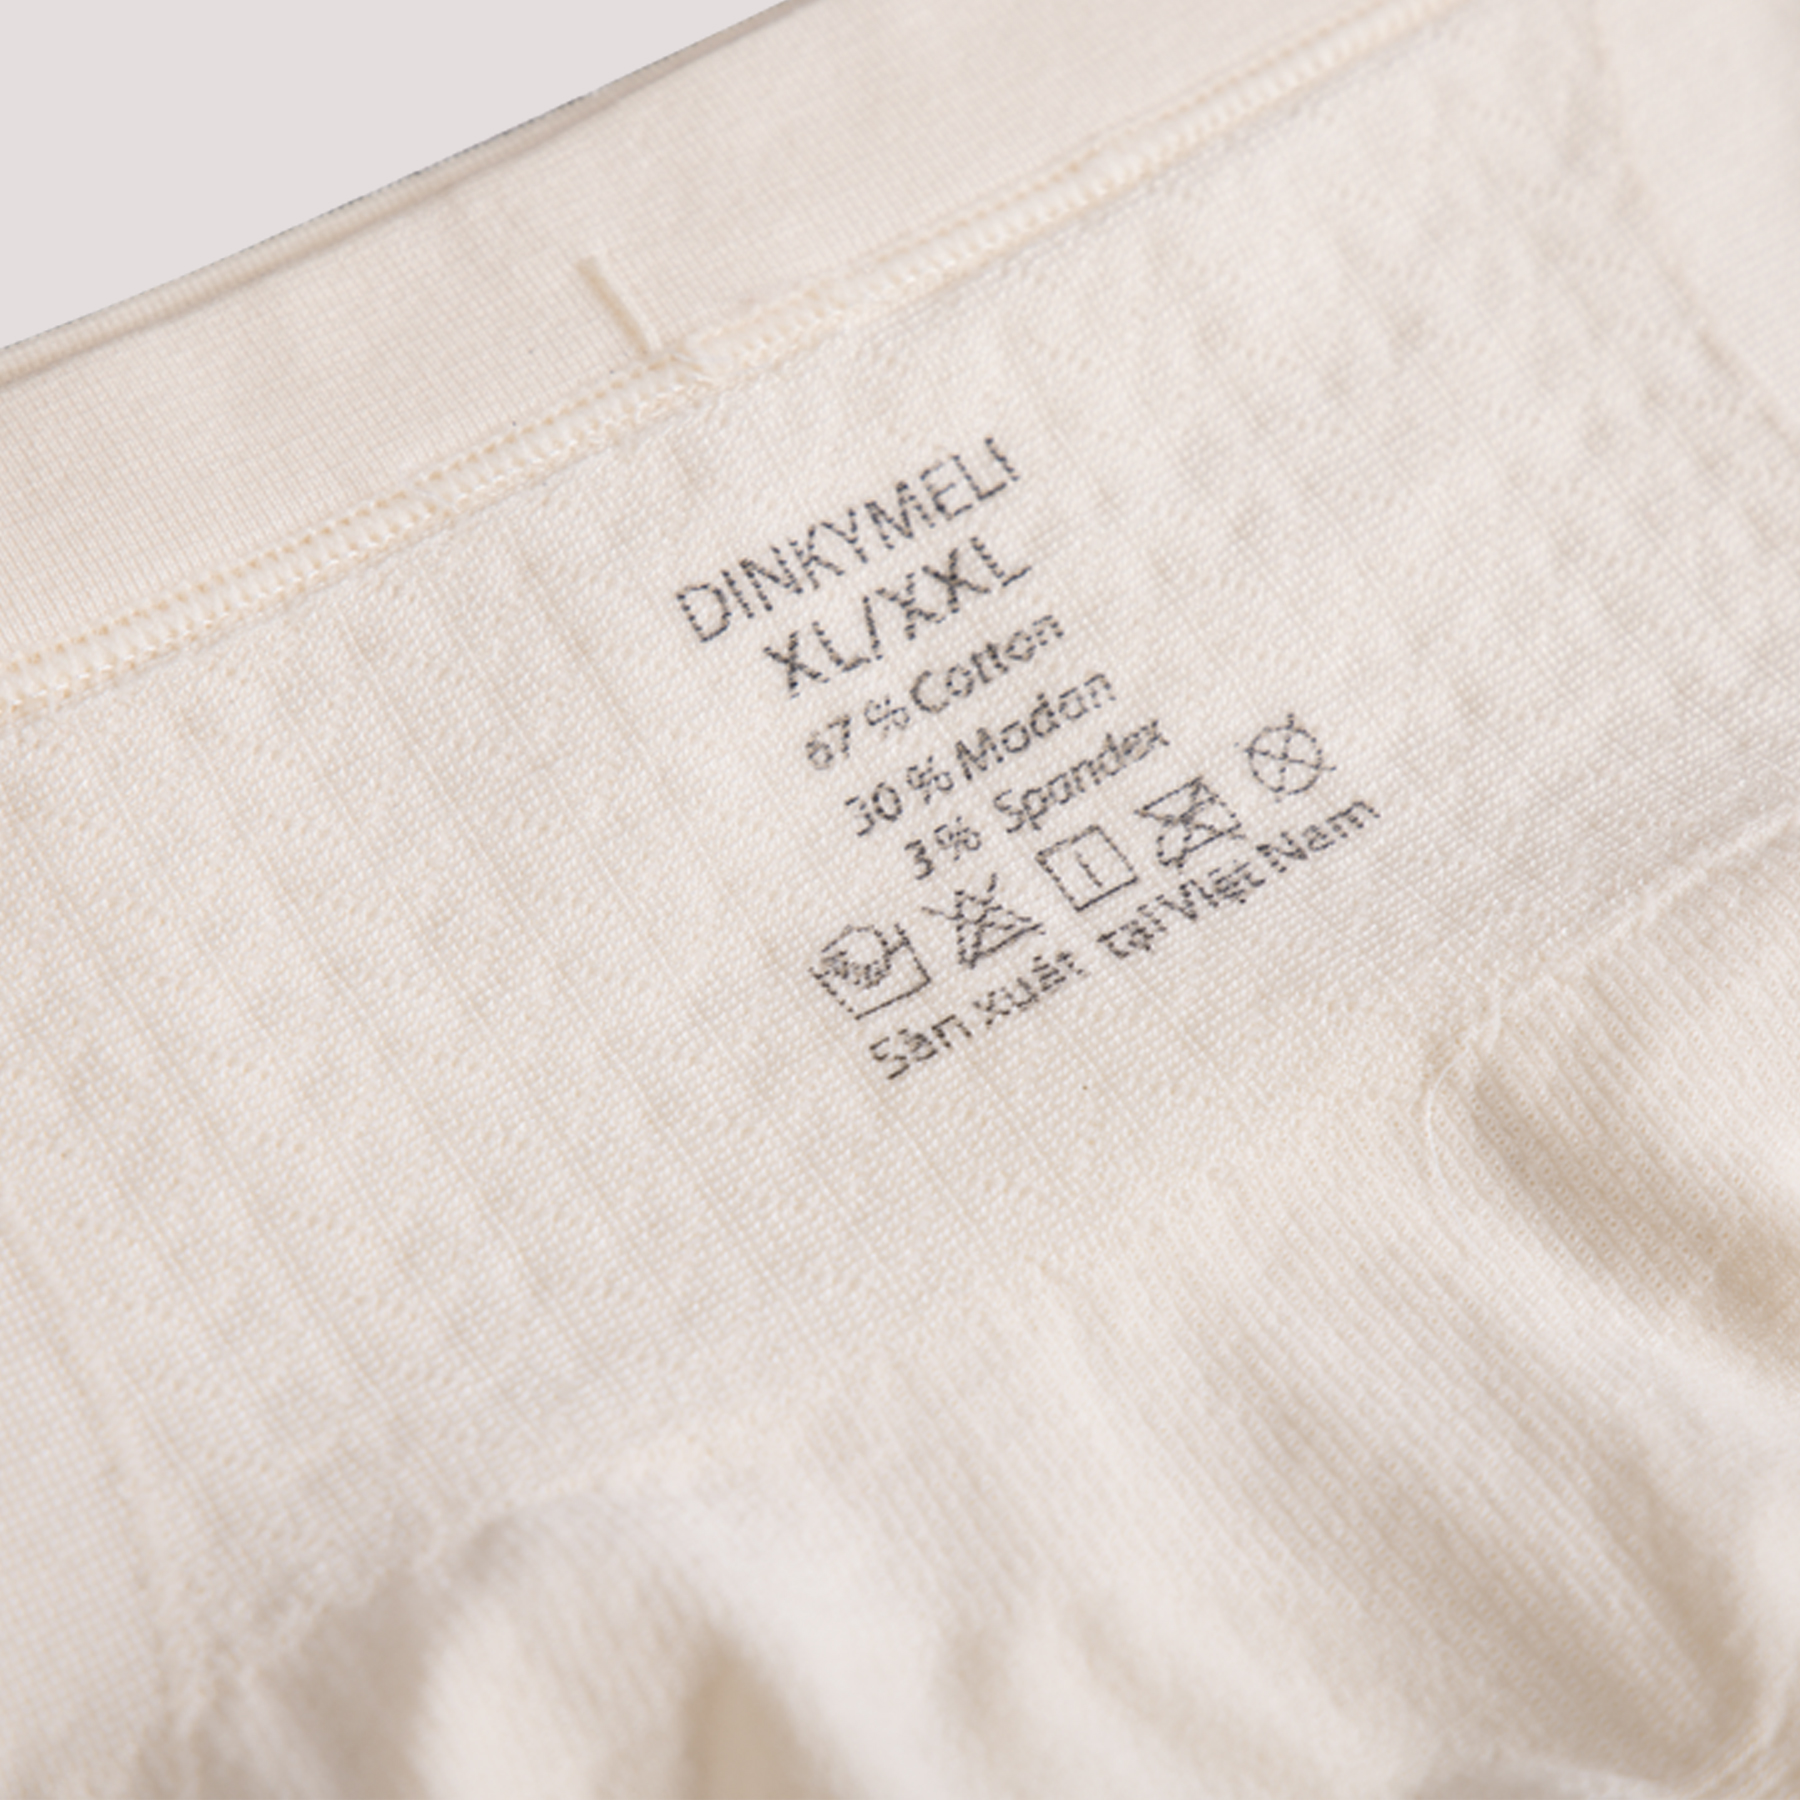 DINKYMELI
XL/XXL
67 % Cotton
30 % Modan
3 % Spandex
Sản xuất tại Việt Nam